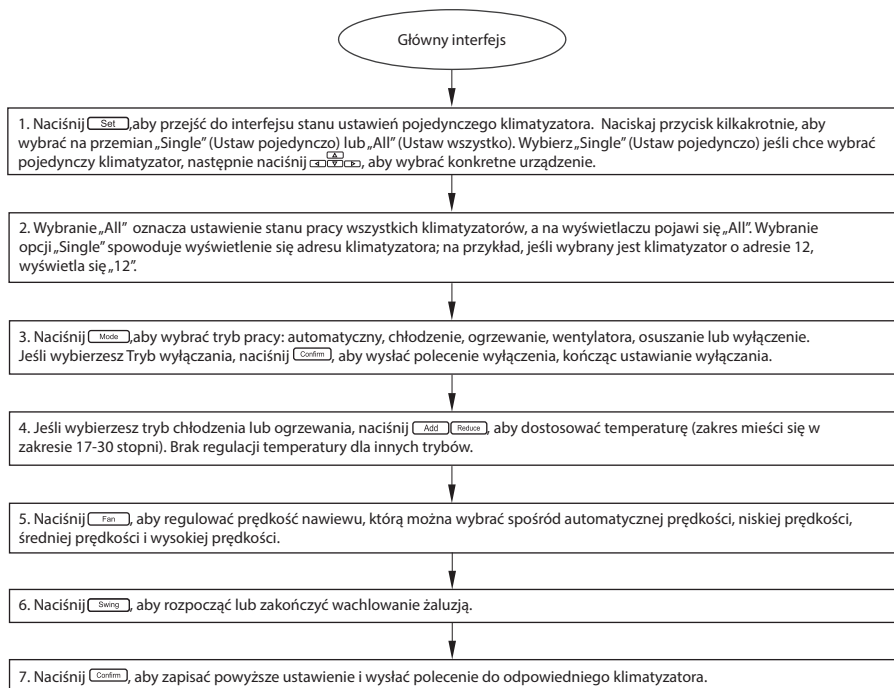 Główny interfejs
1. Naciśnij Set ,aby przejść do interfejsu stanu ustawień pojedynczego klimatyzatora. Naciskaj przycisk kilkakrotnie, aby
wybrać na przemian „Single” (Ustaw pojedynczo) lub „All” (Ustaw wszystko). Wybierz „Single” (Ustaw pojedynczo) jeśli chce wybrać
pojedynczy klimatyzator, następnie naciśnij ◁ △ ▽ ▷, aby wybrać konkretne urządzenie.
2. Wybranie „All” oznacza ustawienie stanu pracy wszystkich klimatyzatorów, a na wyświetlaczu pojawi się „All”. Wybranie
opcji „Single” spowoduje wyświetlenie się adresu klimatyzatora; na przykład, jeśli wybrany jest klimatyzator o adresie 12,
wyświetla się „12”.
3. Naciśnij Mode ,aby wybrać tryb pracy: automatyczny, chłodzenie, ogrzewanie, wentylatora, osuszanie lub wyłączenie.
Jeśli wybierzesz Tryb wyłączania, naciśnij Confirm , aby wysłać polecenie wyłączenia, kończąc ustawianie wyłączania.
4. Jeśli wybierzesz tryb chłodzenia lub ogrzewania, naciśnij Add Reduce , aby dostosować temperaturę (zakres mieści się w
zakresie 17-30 stopni). Brak regulacji temperatury dla innych trybów.
5. Naciśnij Fan , aby regulować prędkość nawiewu, którą można wybrać spośród automatycznej prędkości, niskiej prędkości,
średniej prędkości i wysokiej prędkości.
6. Naciśnij Swing , aby rozpocząć lub zakończyć wachlowanie żaluzją.
7. Naciśnij Confirm , aby zapisać powyższe ustawienie i wysłać polecenie do odpowiedniego klimatyzatora.